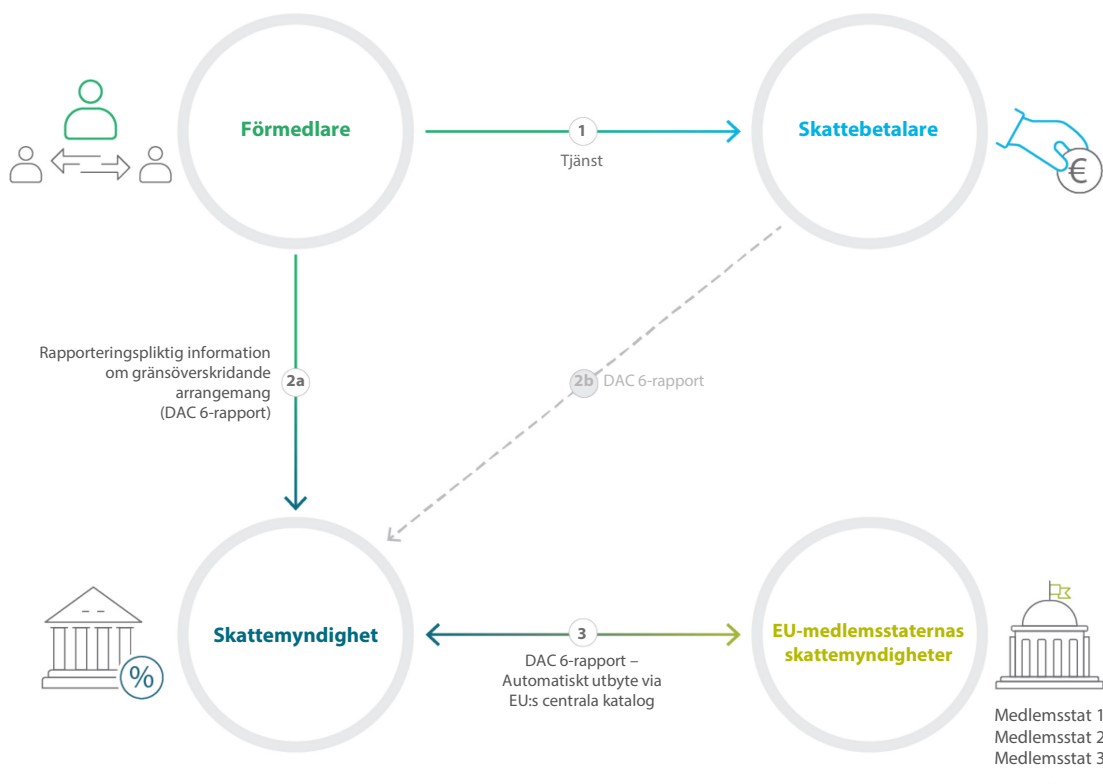 Förmedlare
1
Tjänst
Skattebetalare
€
Rapporteringspliktig information
om gränsöverskridande
arrangemang
(DAC 6-rapport)
2a
2b DAC 6-rapport
%
Skattemyndighet
3
DAC 6-rapport –
Automatiskt utbyte via
EU:s centrala katalog
EU-medlemsstaternas
skattemyndigheter
Medlemsstat 1
Medlemsstat 2
Medlemsstat 3